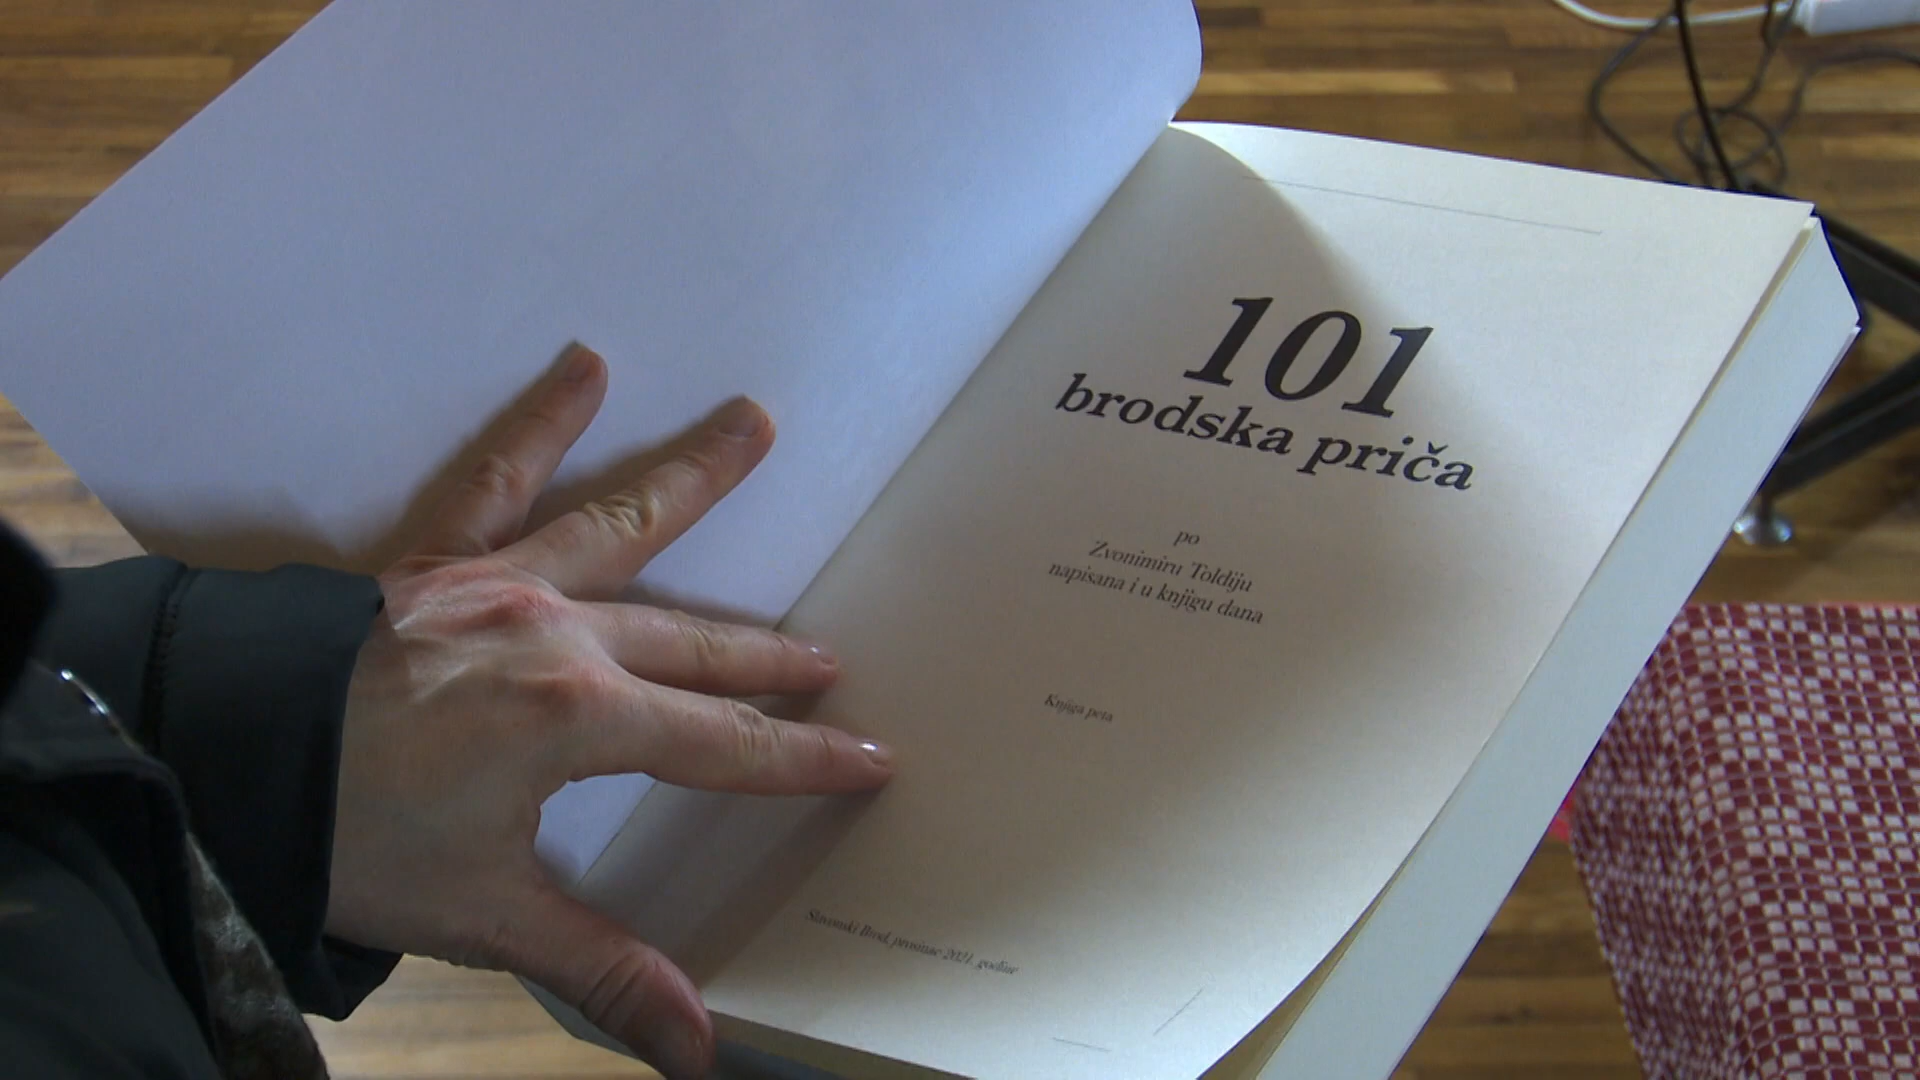 101
brodska priča
po
Zvonimiru Toldiju
napisana i u knjigu dana
Knjiga peta
Slavonski Brod, prosinac 2021. godine